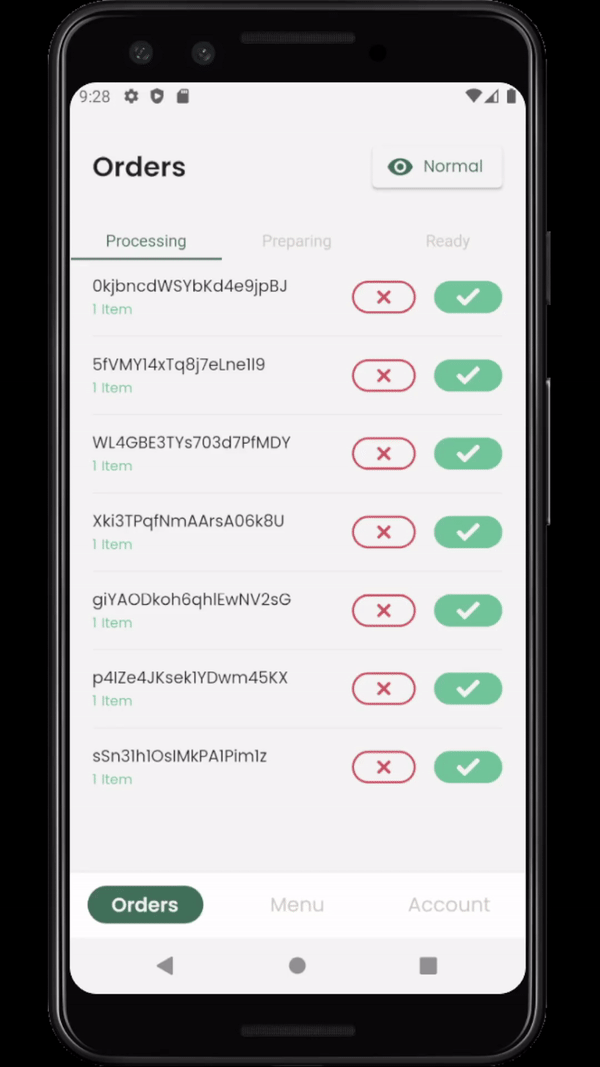 9:28
Orders
Normal
Processing Preparing Ready
0kjbncdWSYbKd4e9jpBJ
1 Item
5fVMY14xTq8j7eLne1I9
1 Item
WL4GBE3TYs703d7PfMDY
1 Item
Xki3TPqfNmAArsA06k8U
1 Item
giYAODkoh6qhlEwNV2sG
1 Item
p4IZe4JKsek1YDwm45KX
1 Item
sSn31h1OsIMkPA1Pim1z
1 Item
Orders Menu Account